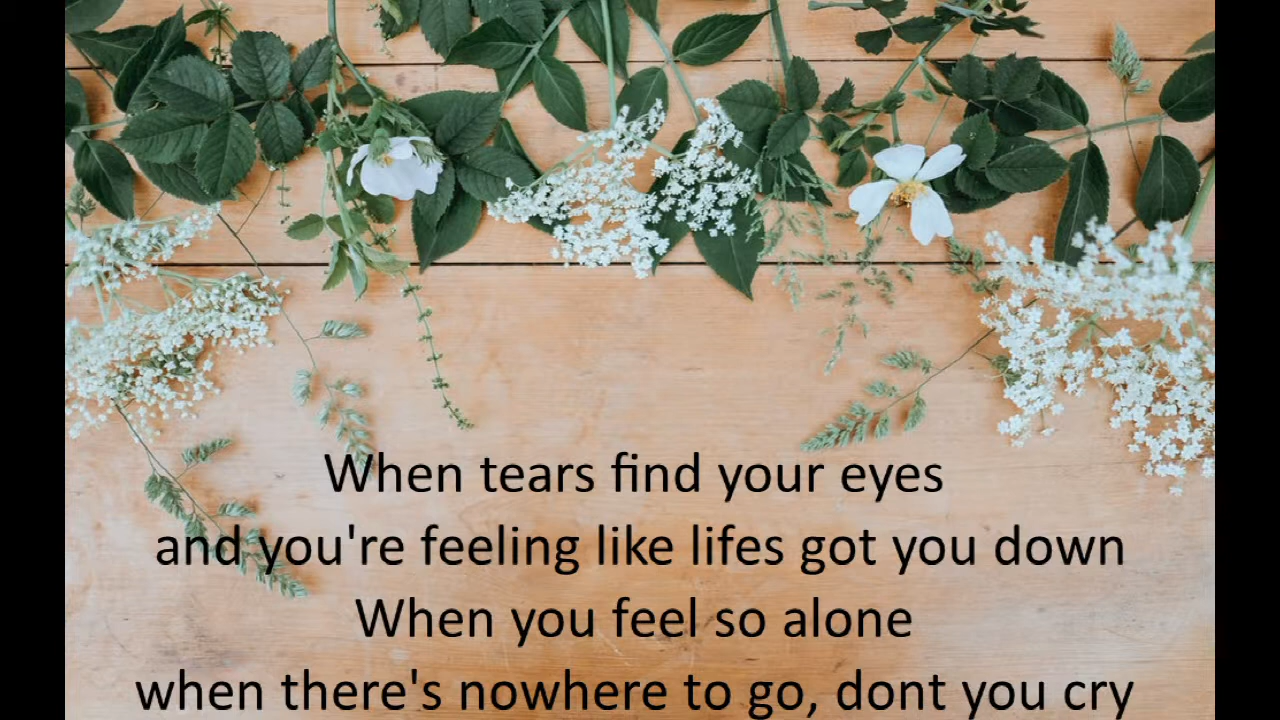 When tears find your eyes
and you're feeling like lifes got you down
When you feel so alone
when there's nowhere to go, dont you cry